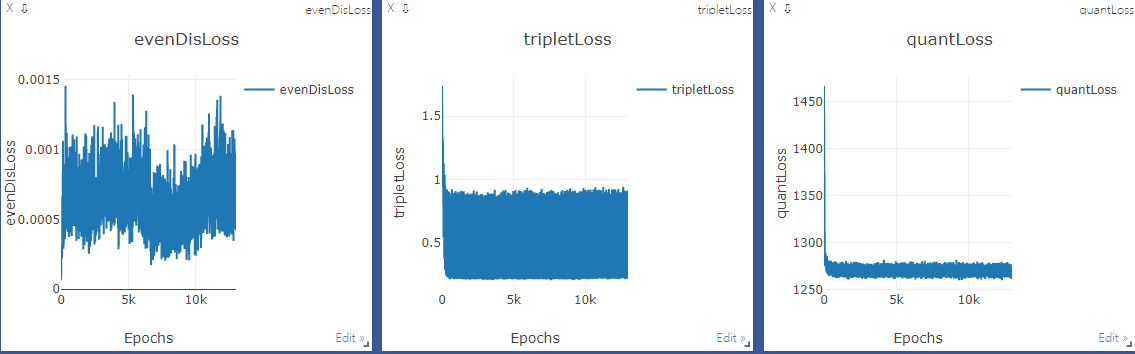 X ⇩ evenDisLoss
evenDisLoss
0.0015
0.001
0.0005
0
evenDisLoss
evenDisLoss
0 5k 10k
Epochs
Edit »
X ⇩ tripletLoss
tripletLoss
1.5
1
0.5
tripletLoss
tripletLoss
0 5k 10k
Epochs
Edit »
X ⇩ quantLoss
quantLoss
1450
1400
1350
1300
1250
quantLoss
quantLoss
0 5k 10k
Epochs
Edit »